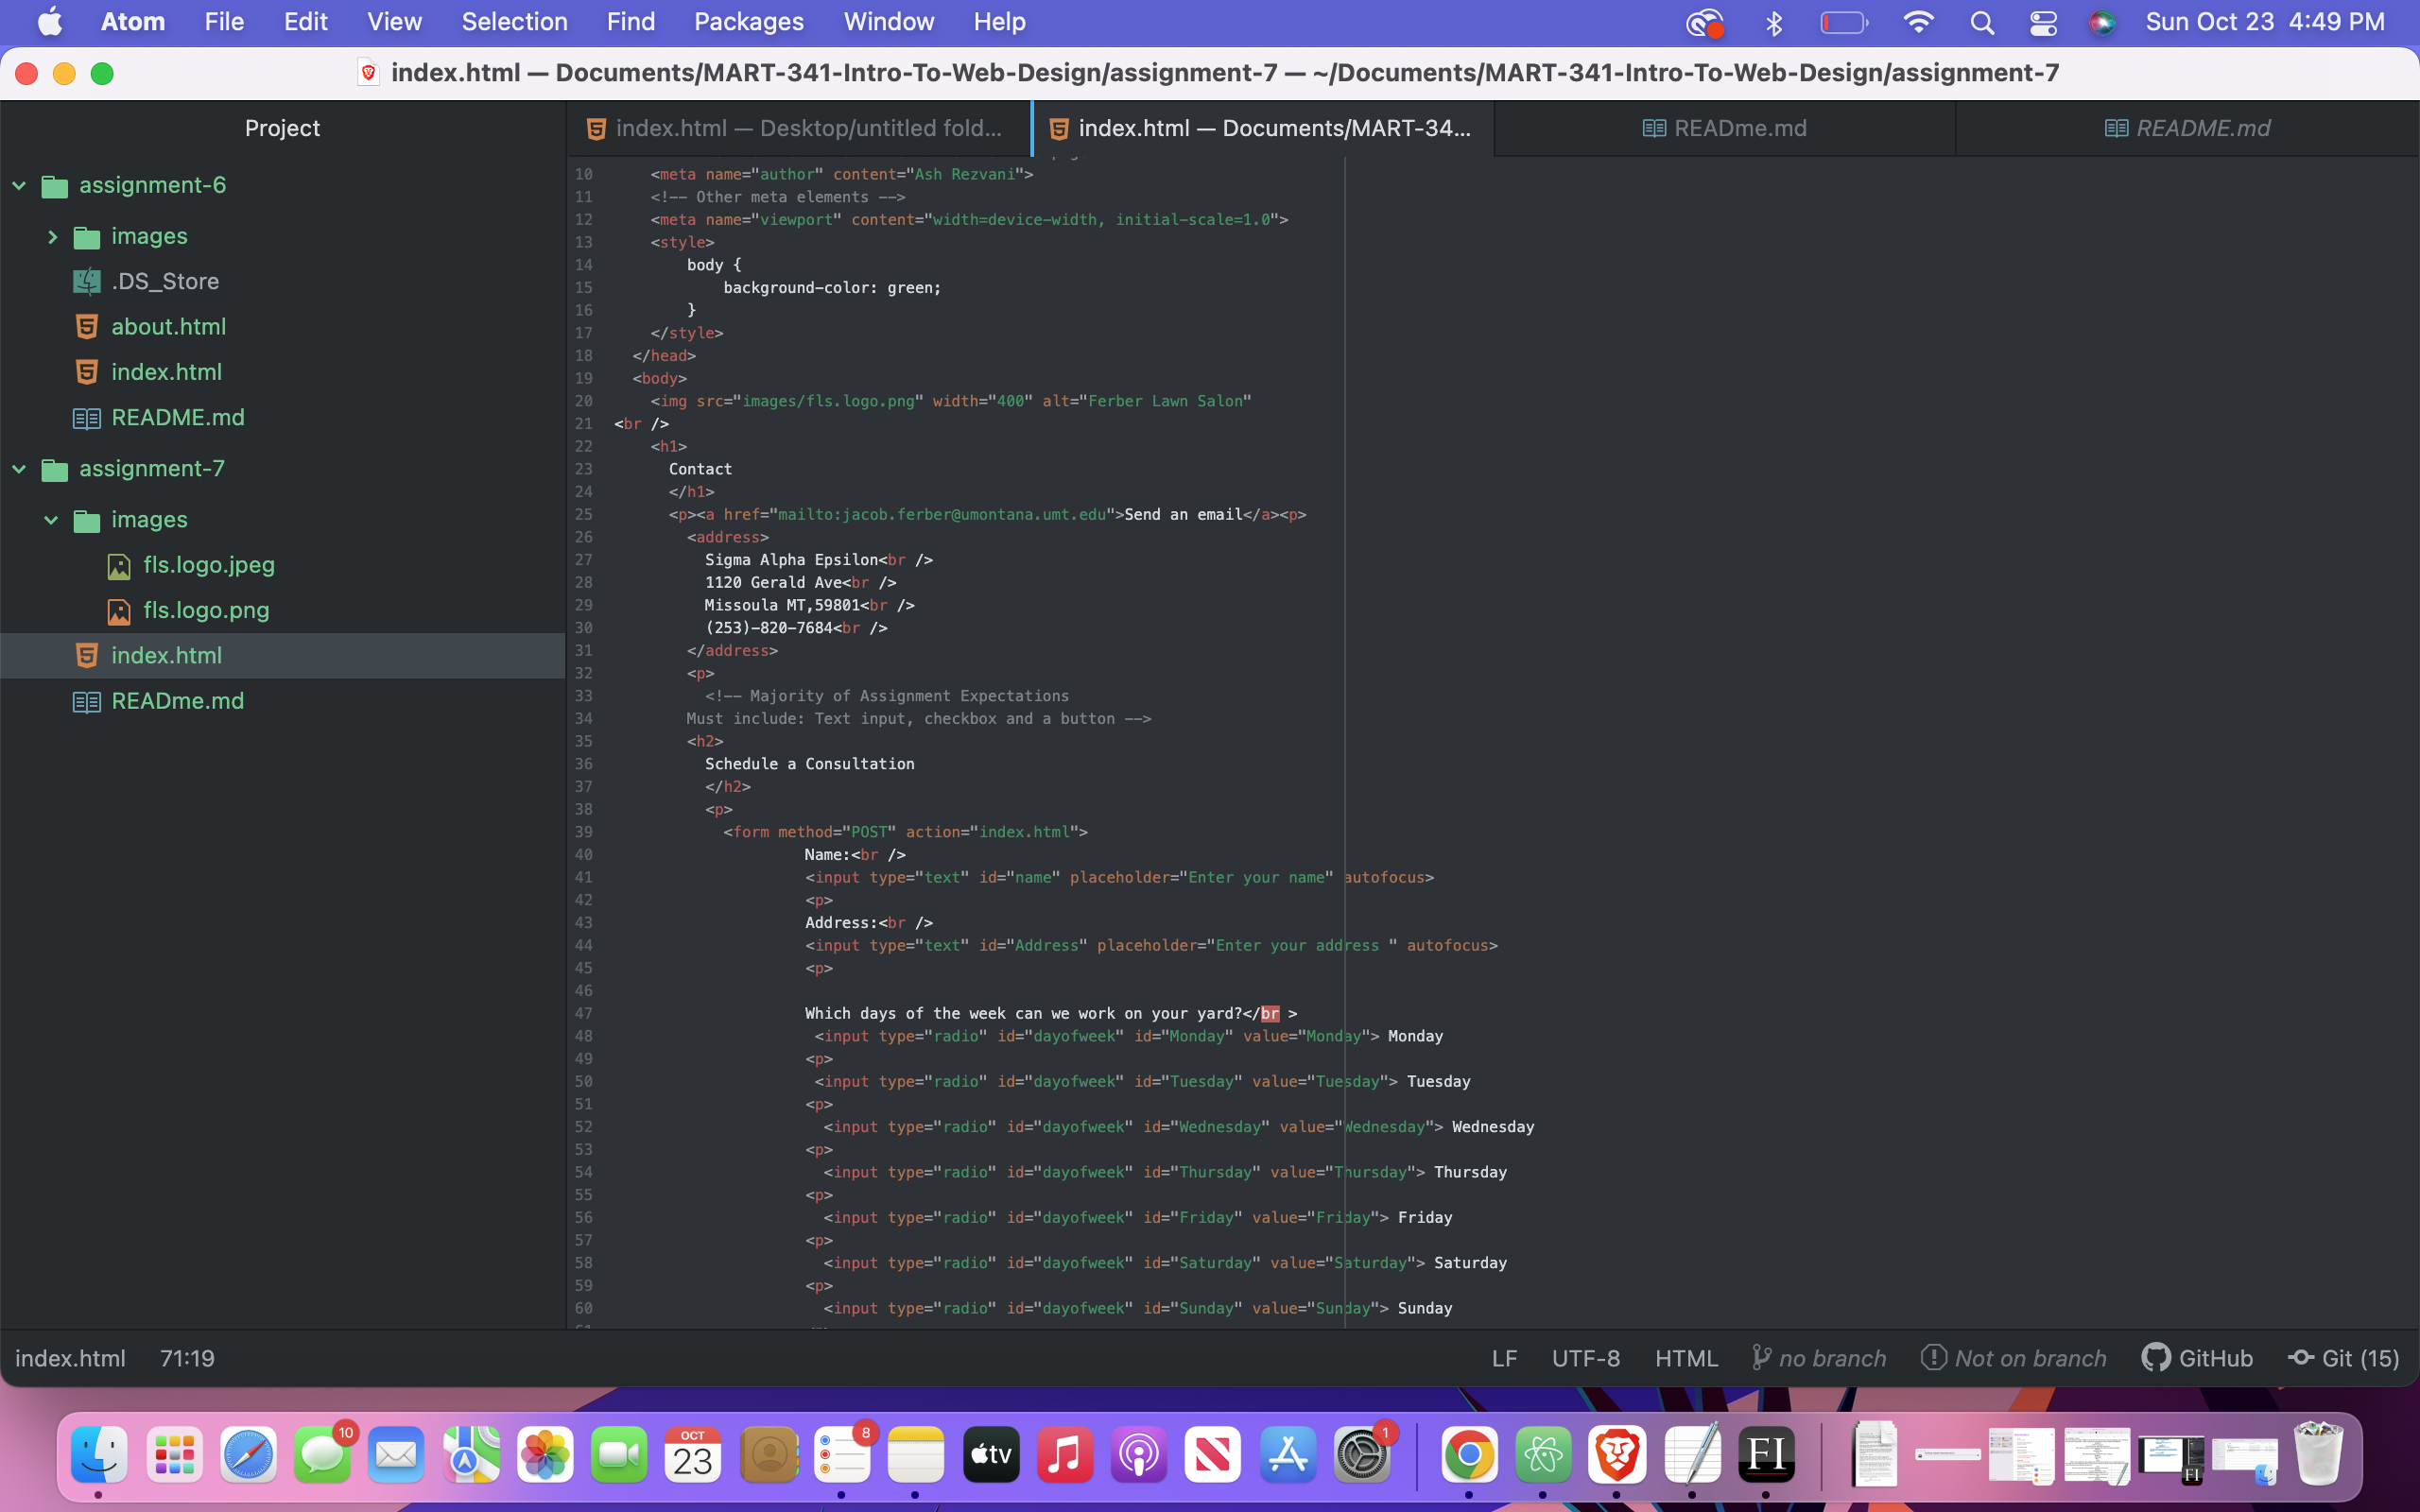 Atom File Edit View Selection Find Packages Window Help Sun Oct 23 4:49 PM
index.html — Documents/MART-341-Intro-To-Web-Design/assignment-7 — ~/Documents/MART-341-Intro-To-Web-Design/assignment-7
Project
index.html — Desktop/untitled fold...
index.html — Documents/MART-34...
READme.md
README.md
assignment-6
images
.DS_Store
about.html
index.html
README.md
assignment-7
images
fls.logo.jpeg
fls.logo.png
index.html
READme.md
10 <meta name="author" content="Ash Rezvani">
11 <!-- Other meta elements -->
12 <meta name="viewport" content="width=device-width, initial-scale=1.0">
13 <style>
14 body {
15 background-color: green;
16 }
17 </style>
18 </head>
19 <body>
20 <img src="images/fls.logo.png" width="400" alt="Ferber Lawn Salon"
21 <br />
22 <h1>
23 Contact
24 </h1>
25 <p><a href="mailto:jacob.ferber@umontana.umt.edu">Send an email</a><p>
26 <address>
27 Sigma Alpha Epsilon<br />
28 1120 Gerald Ave<br />
29 Missoula MT,59801<br />
30 (253)-820-7684<br />
31 </address>
32 <p>
33 <!-- Majority of Assignment Expectations
34 Must include: Text input, checkbox and a button -->
35 <h2>
36 Schedule a Consultation
37 </h2>
38 <p>
39 <form method="POST" action="index.html">
40 Name:<br />
41 <input type="text" id="name" placeholder="Enter your name" autofocus>
42 <p>
43 Address:<br />
44 <input type="text" id="Address" placeholder="Enter your address " autofocus>
45 <p>
46
47 Which days of the week can we work on your yard?</br >
48 <input type="radio" id="dayofweek" id="Monday" value="Monday"> Monday
49 <p>
50 <input type="radio" id="dayofweek" id="Tuesday" value="Tuesday"> Tuesday
51 <p>
52 <input type="radio" id="dayofweek" id="Wednesday" value="Wednesday"> Wednesday
53 <p>
54 <input type="radio" id="dayofweek" id="Thursday" value="Thursday"> Thursday
55 <p>
56 <input type="radio" id="dayofweek" id="Friday" value="Friday"> Friday
57 <p>
58 <input type="radio" id="dayofweek" id="Saturday" value="Saturday"> Saturday
59 <p>
60 <input type="radio" id="dayofweek" id="Sunday" value="Sunday"> Sunday
index.html 71:19 LF UTF-8 HTML no branch Not on branch GitHub Git (15)
10
OCT
23
8
tv
1
FI
FI